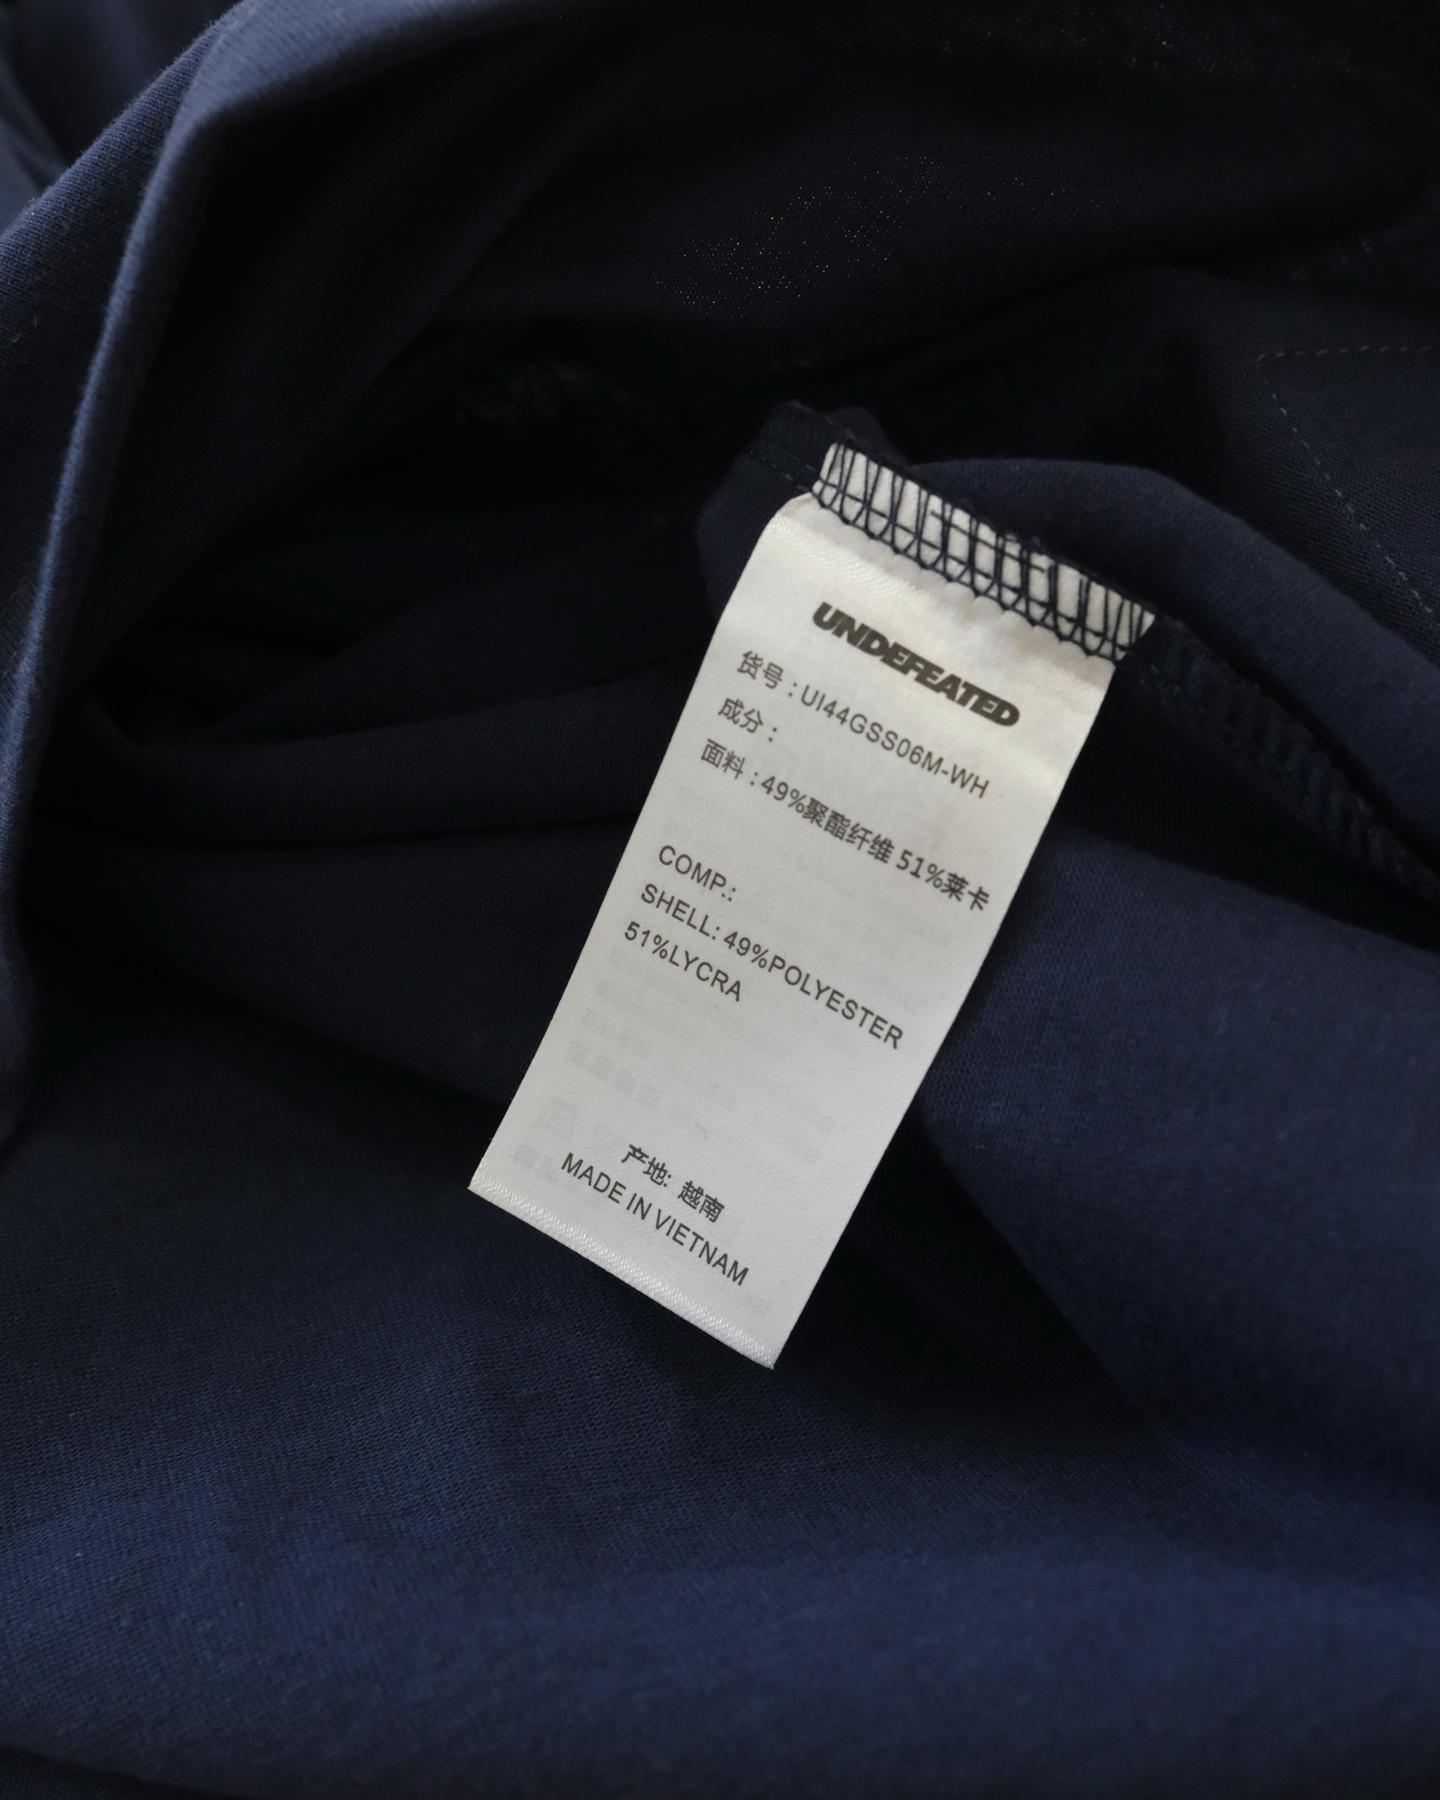 UNDEFEATED
货号：UI44GSS06M-WH
成分：
面料：49%聚酯纤维 51%莱卡
COMP.:
SHELL: 49%POLYESTER
51%LYCRA
产地: 越南
MADE IN VIETNAM